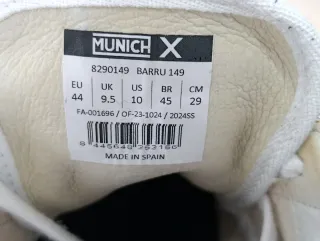 MUNICH X
8290149 BARRU 149
EU UK US BR CM
44 9.5 10 45 29
FA-001696 / OF-23-1024 / 2024SS
MADE IN SPAIN